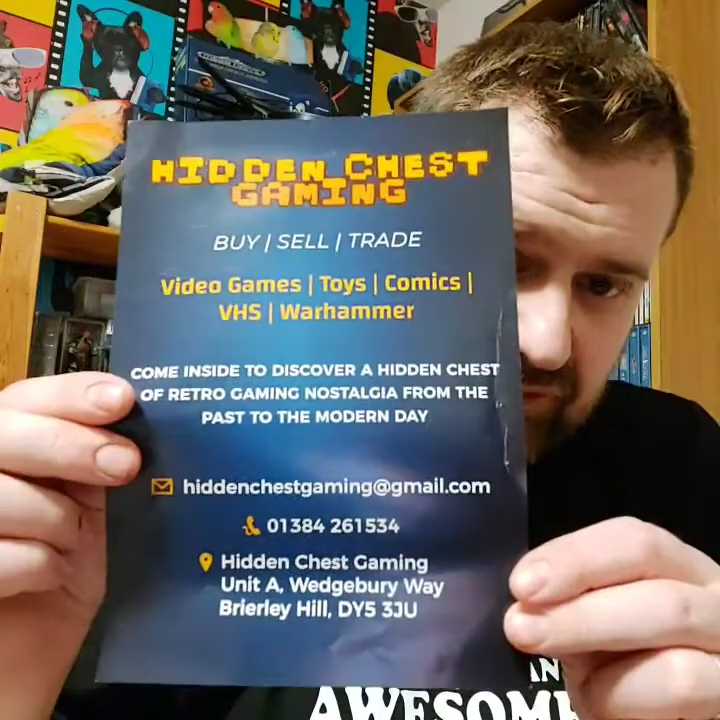 HIDDEN CHEST
GAMING
BUY | SELL | TRADE
Video Games | Toys | Comics |
VHS | Warhammer
COME INSIDE TO DISCOVER A HIDDEN CHEST
OF RETRO GAMING NOSTALGIA FROM THE
PAST TO THE MODERN DAY
hiddenchestgaming@gmail.com
01384 261534
Hidden Chest Gaming
Unit A, Wedgebury Way
Brierley Hill, DY5 3JU
AN
AWESOME